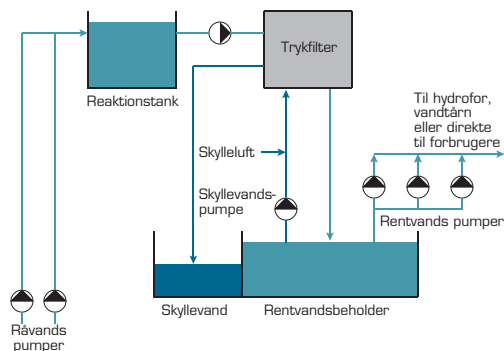 Trykfilter
Reaktionstank
Til hydrofor,
vandtårn
eller direkte
til forbrugere
Skylleluft
Skyllevands-
pumpe
Rentvands pumper
Skyllevand
Rentvandsbeholder
Råvands
pumper